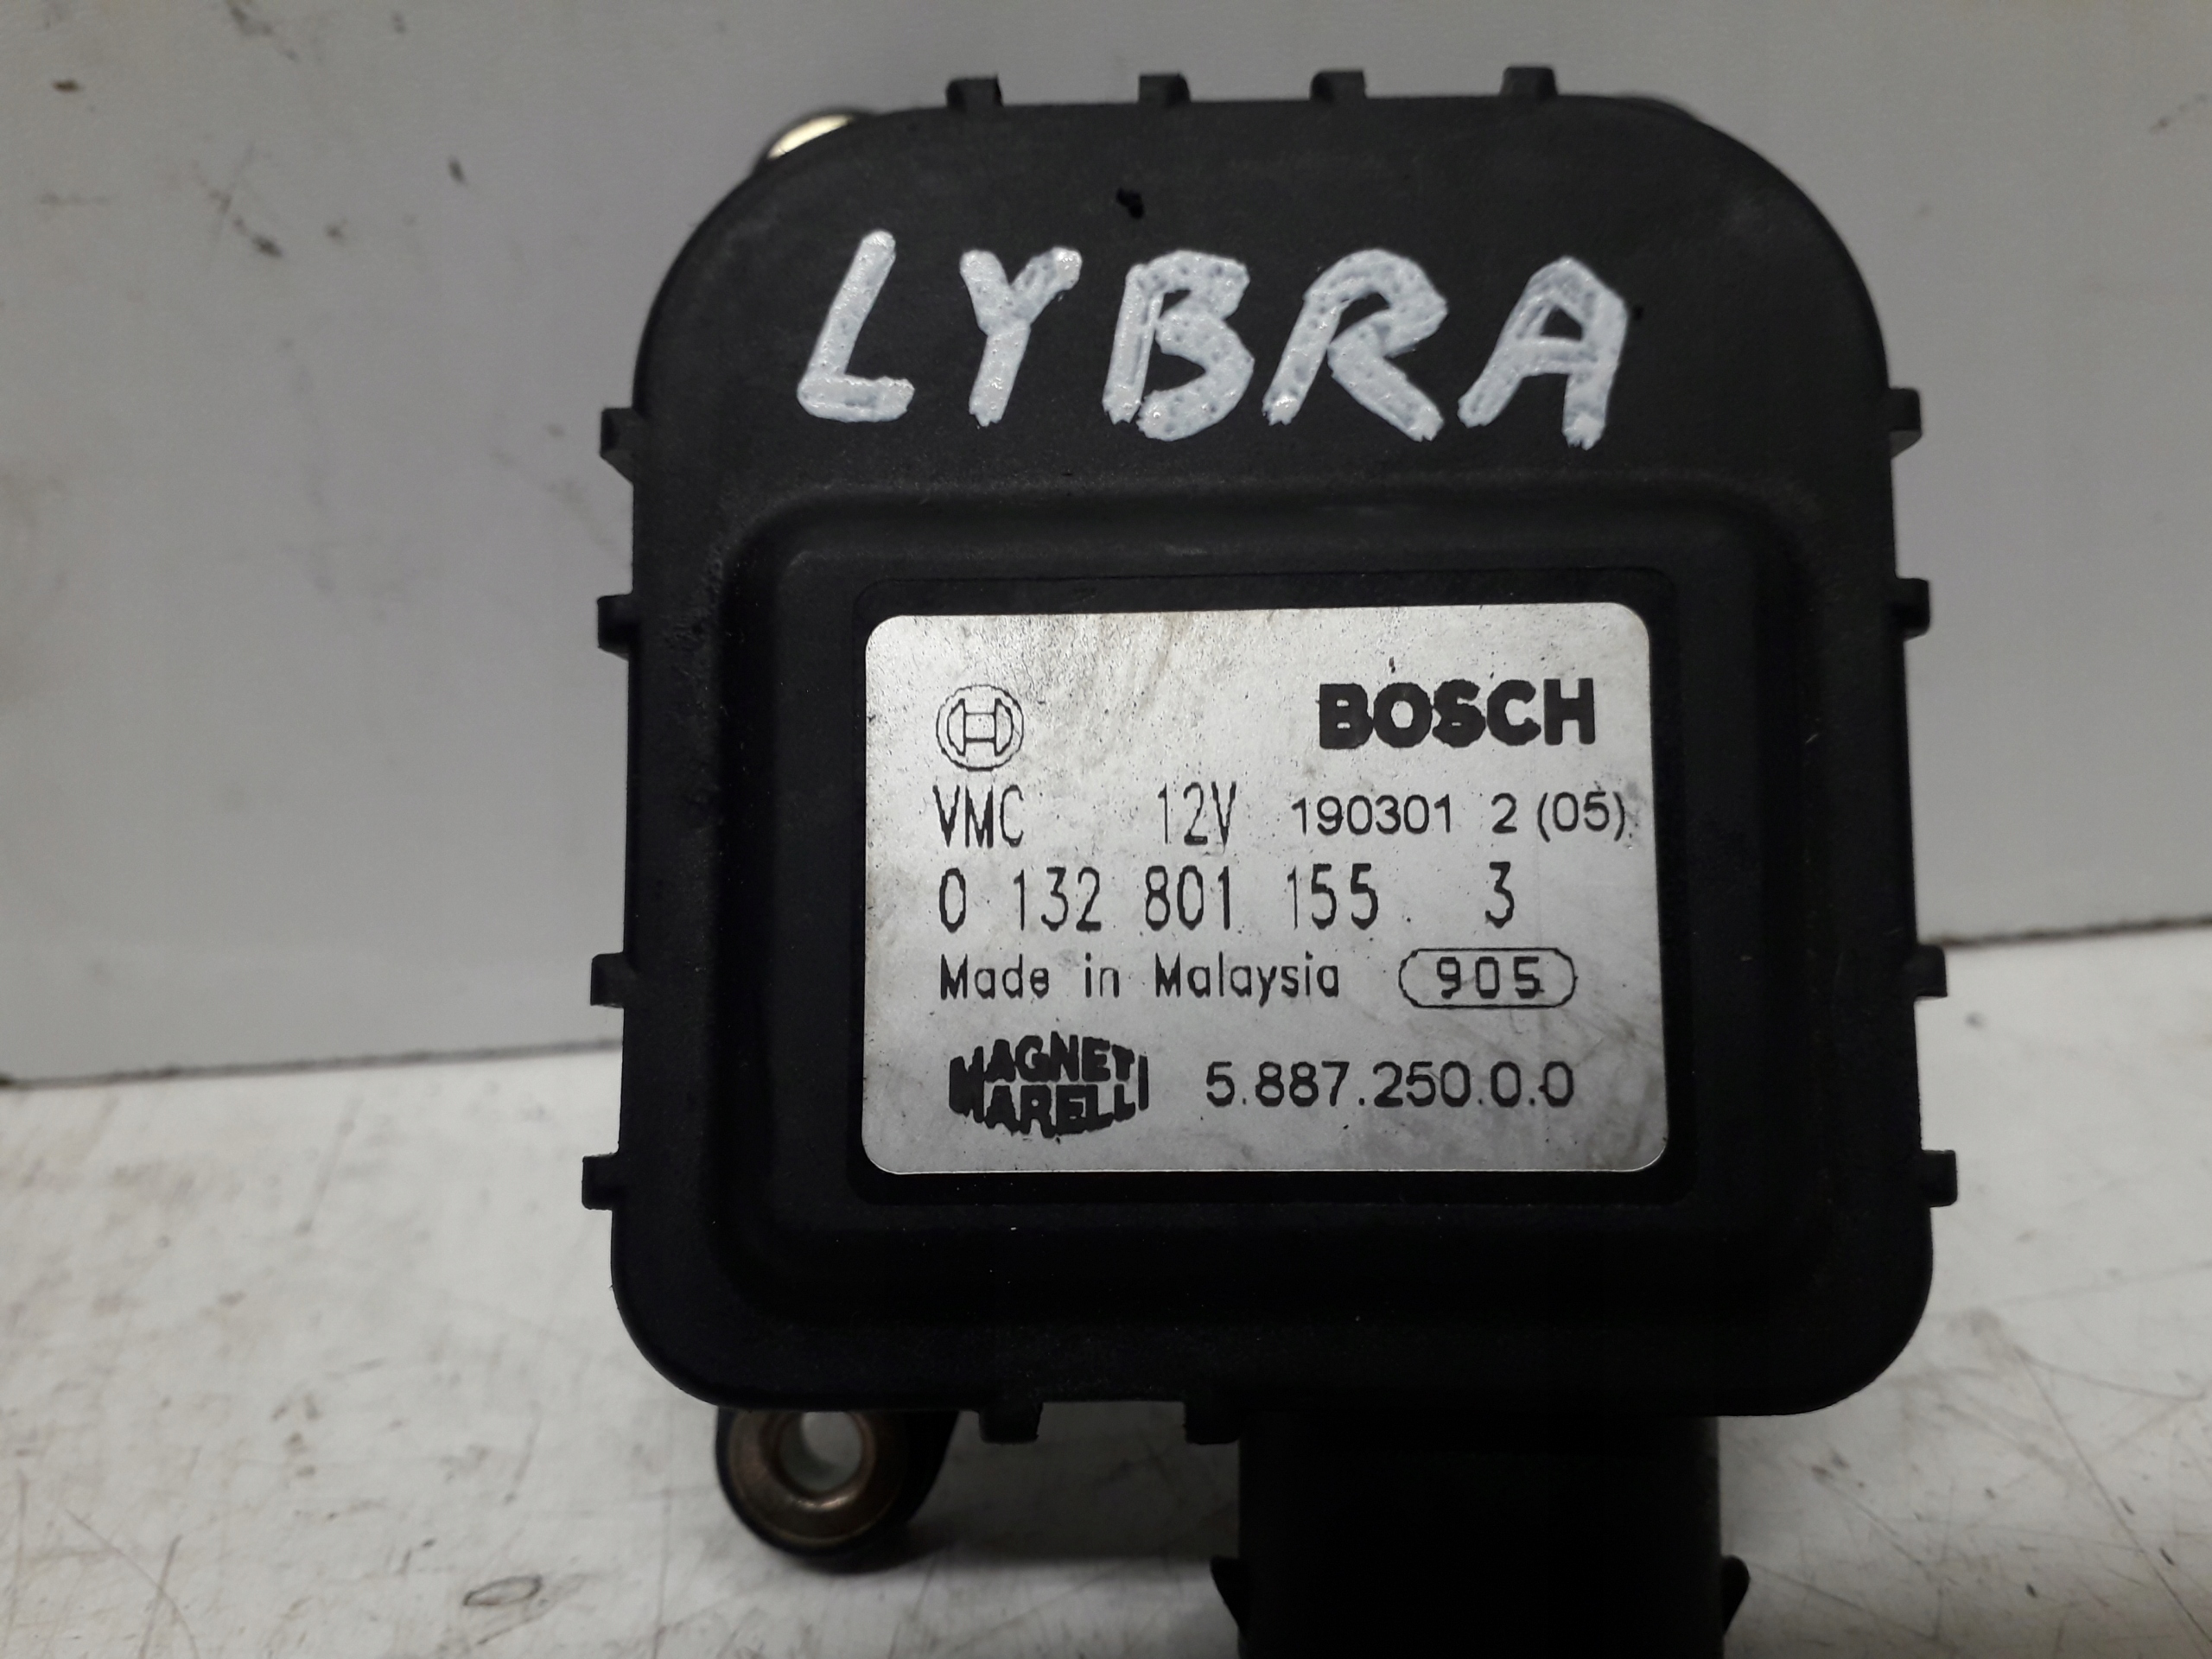 LYBRA
BOSCH
VMC 12V 190301 2 (05)
0 132 801 155 3
Made in Malaysia 905
MAGNETI MARELLI 5.887.250.0.0